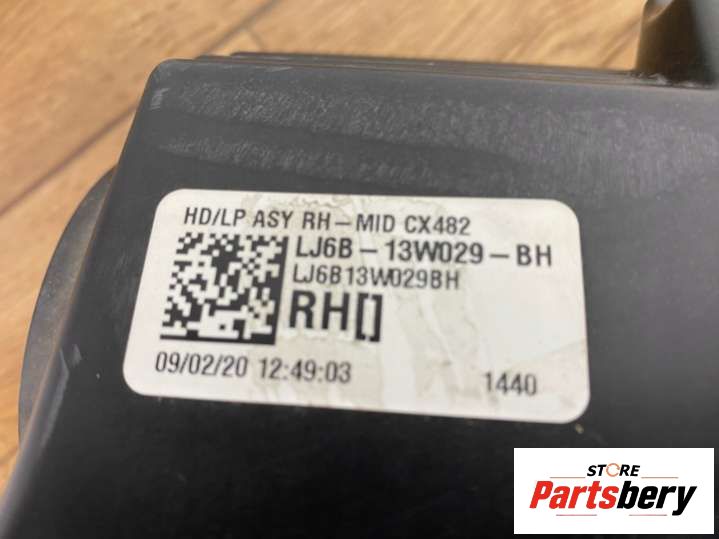 HD/LP ASY RH-MID CX482
LJ6B-13W029-BH
LJ6B13W029BH
RH[]
09/02/20 12:49:03 1440
STORE
Partsbery